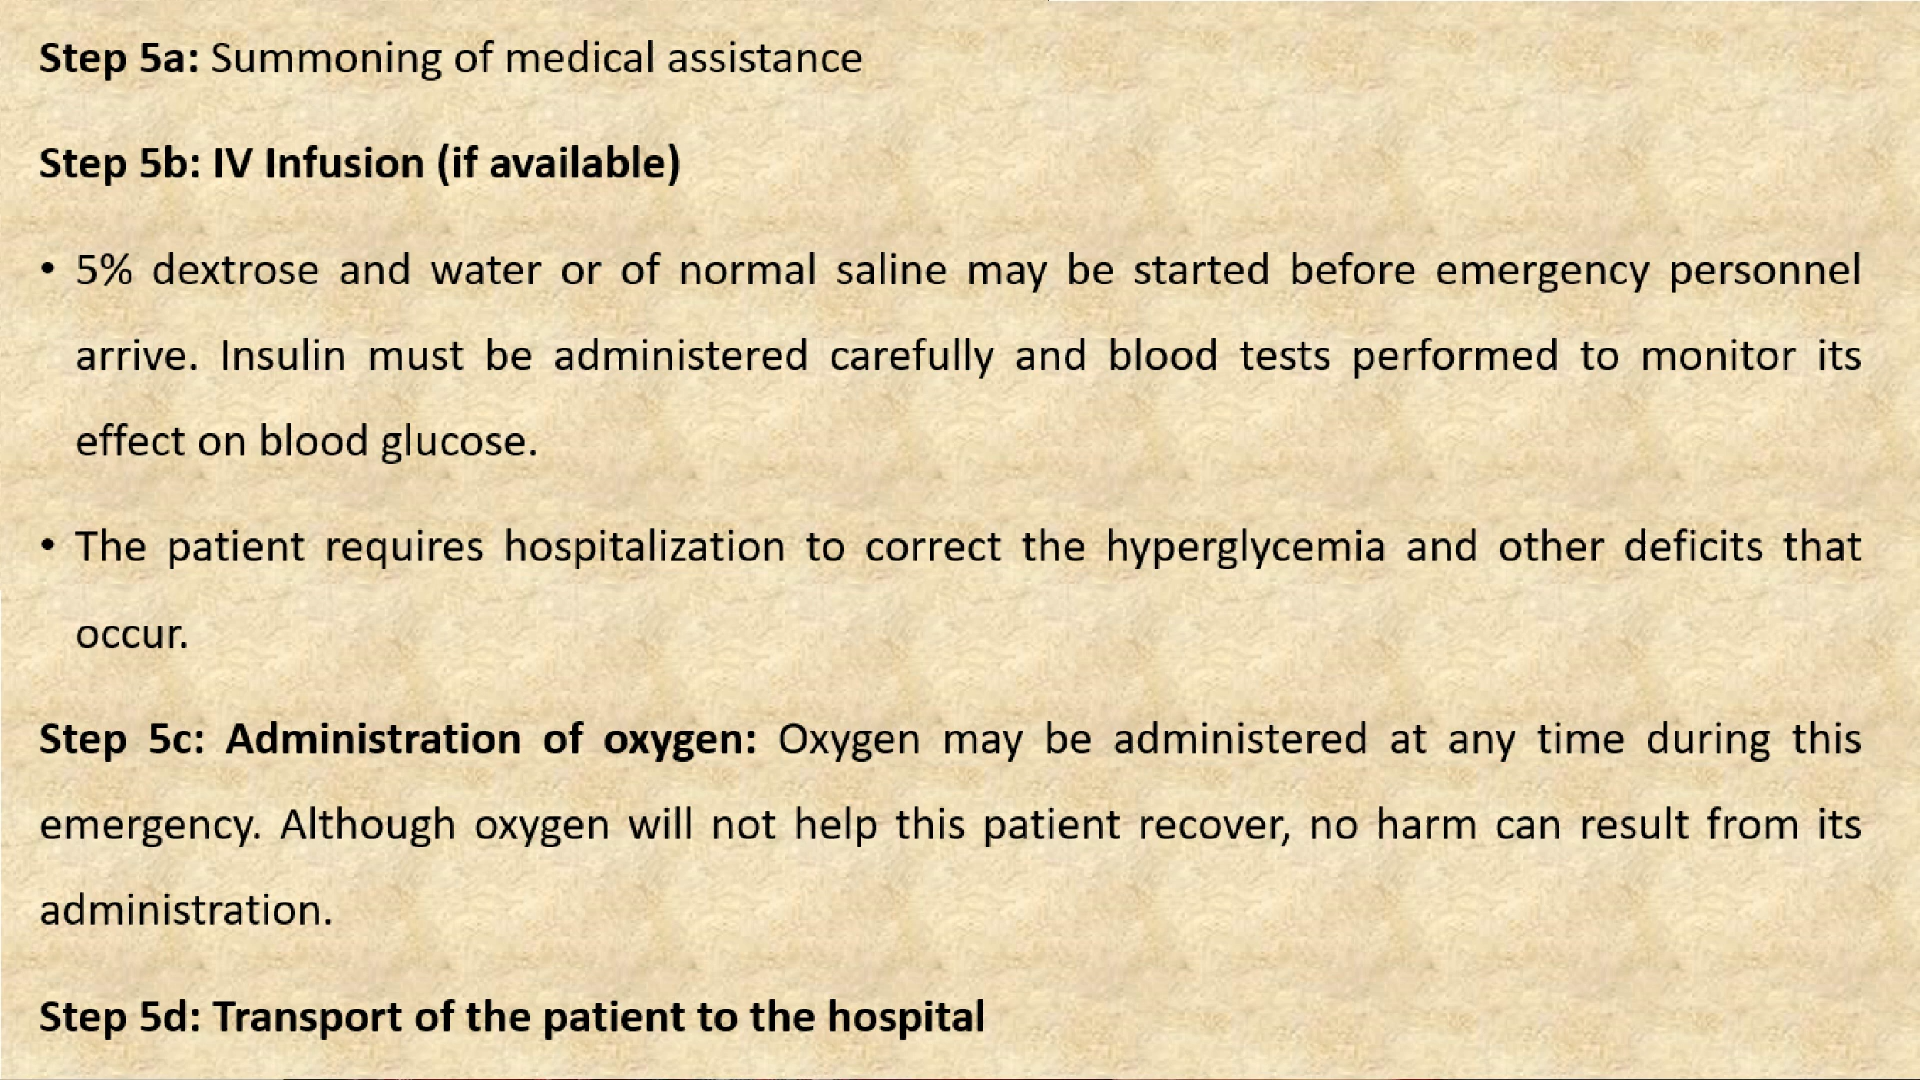 Step 5a: Summoning of medical assistance
Step 5b: IV Infusion (if available)
• 5% dextrose and water or of normal saline may be started before emergency personnel
arrive. Insulin must be administered carefully and blood tests performed to monitor its
effect on blood glucose.
• The patient requires hospitalization to correct the hyperglycemia and other deficits that
occur.
Step 5c: Administration of oxygen: Oxygen may be administered at any time during this
emergency. Although oxygen will not help this patient recover, no harm can result from its
administration.
Step 5d: Transport of the patient to the hospital